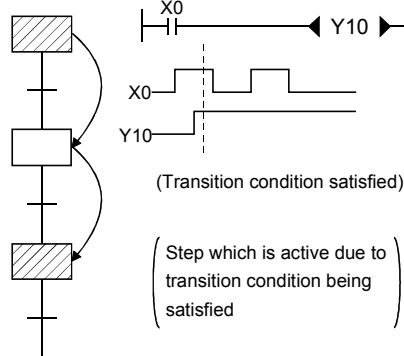 X0
Y10
X0
Y10
(Transition condition satisfied)
Step which is active due to
transition condition being
satisfied